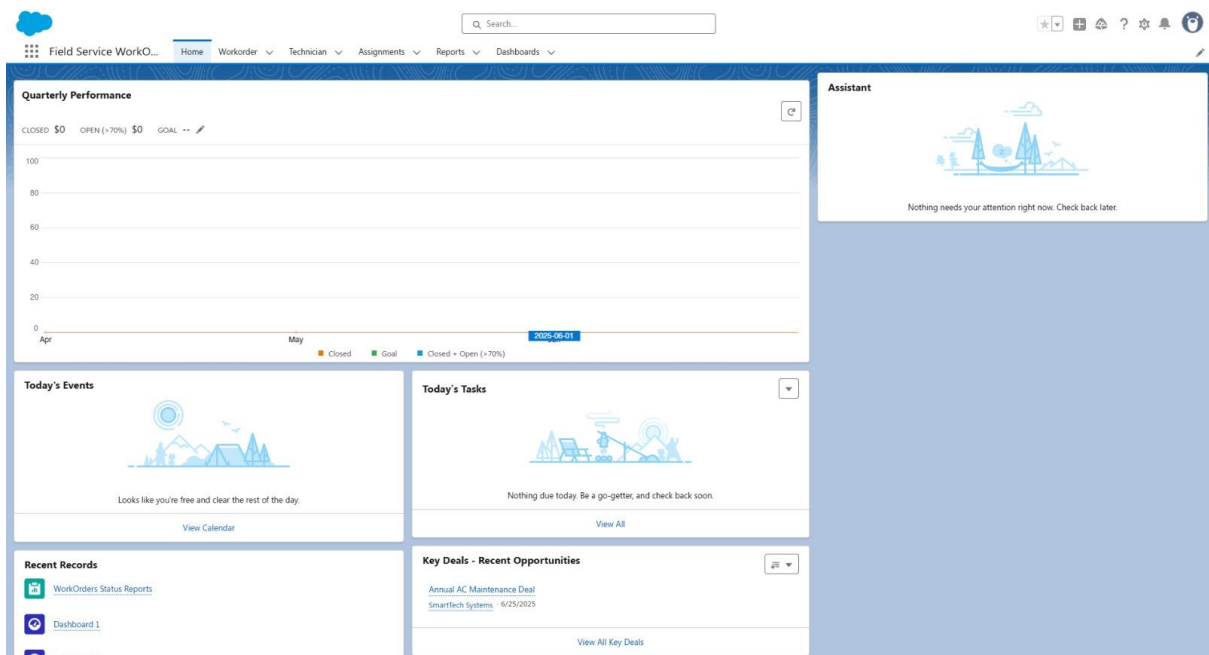 Search...
Field Service WorkO...
Home
Workorder
Technician
Assignments
Reports
Dashboards
Quarterly Performance
CLOSED $0 OPEN (>70%) $0 GOAL --
100
80
60
40
20
0
Apr
May
2025-06-01
Closed
Goal
Closed + Open (>70%)
Assistant
Nothing needs your attention right now. Check back later.
Today's Events
Looks like you're free and clear the rest of the day.
View Calendar
Today's Tasks
Nothing due today. Be a go-getter, and check back soon.
View All
Recent Records
WorkOrders Status Reports
Dashboard 1
Key Deals - Recent Opportunities
Annual AC Maintenance Deal
SmartTech Systems · 6/25/2025
View All Key Deals